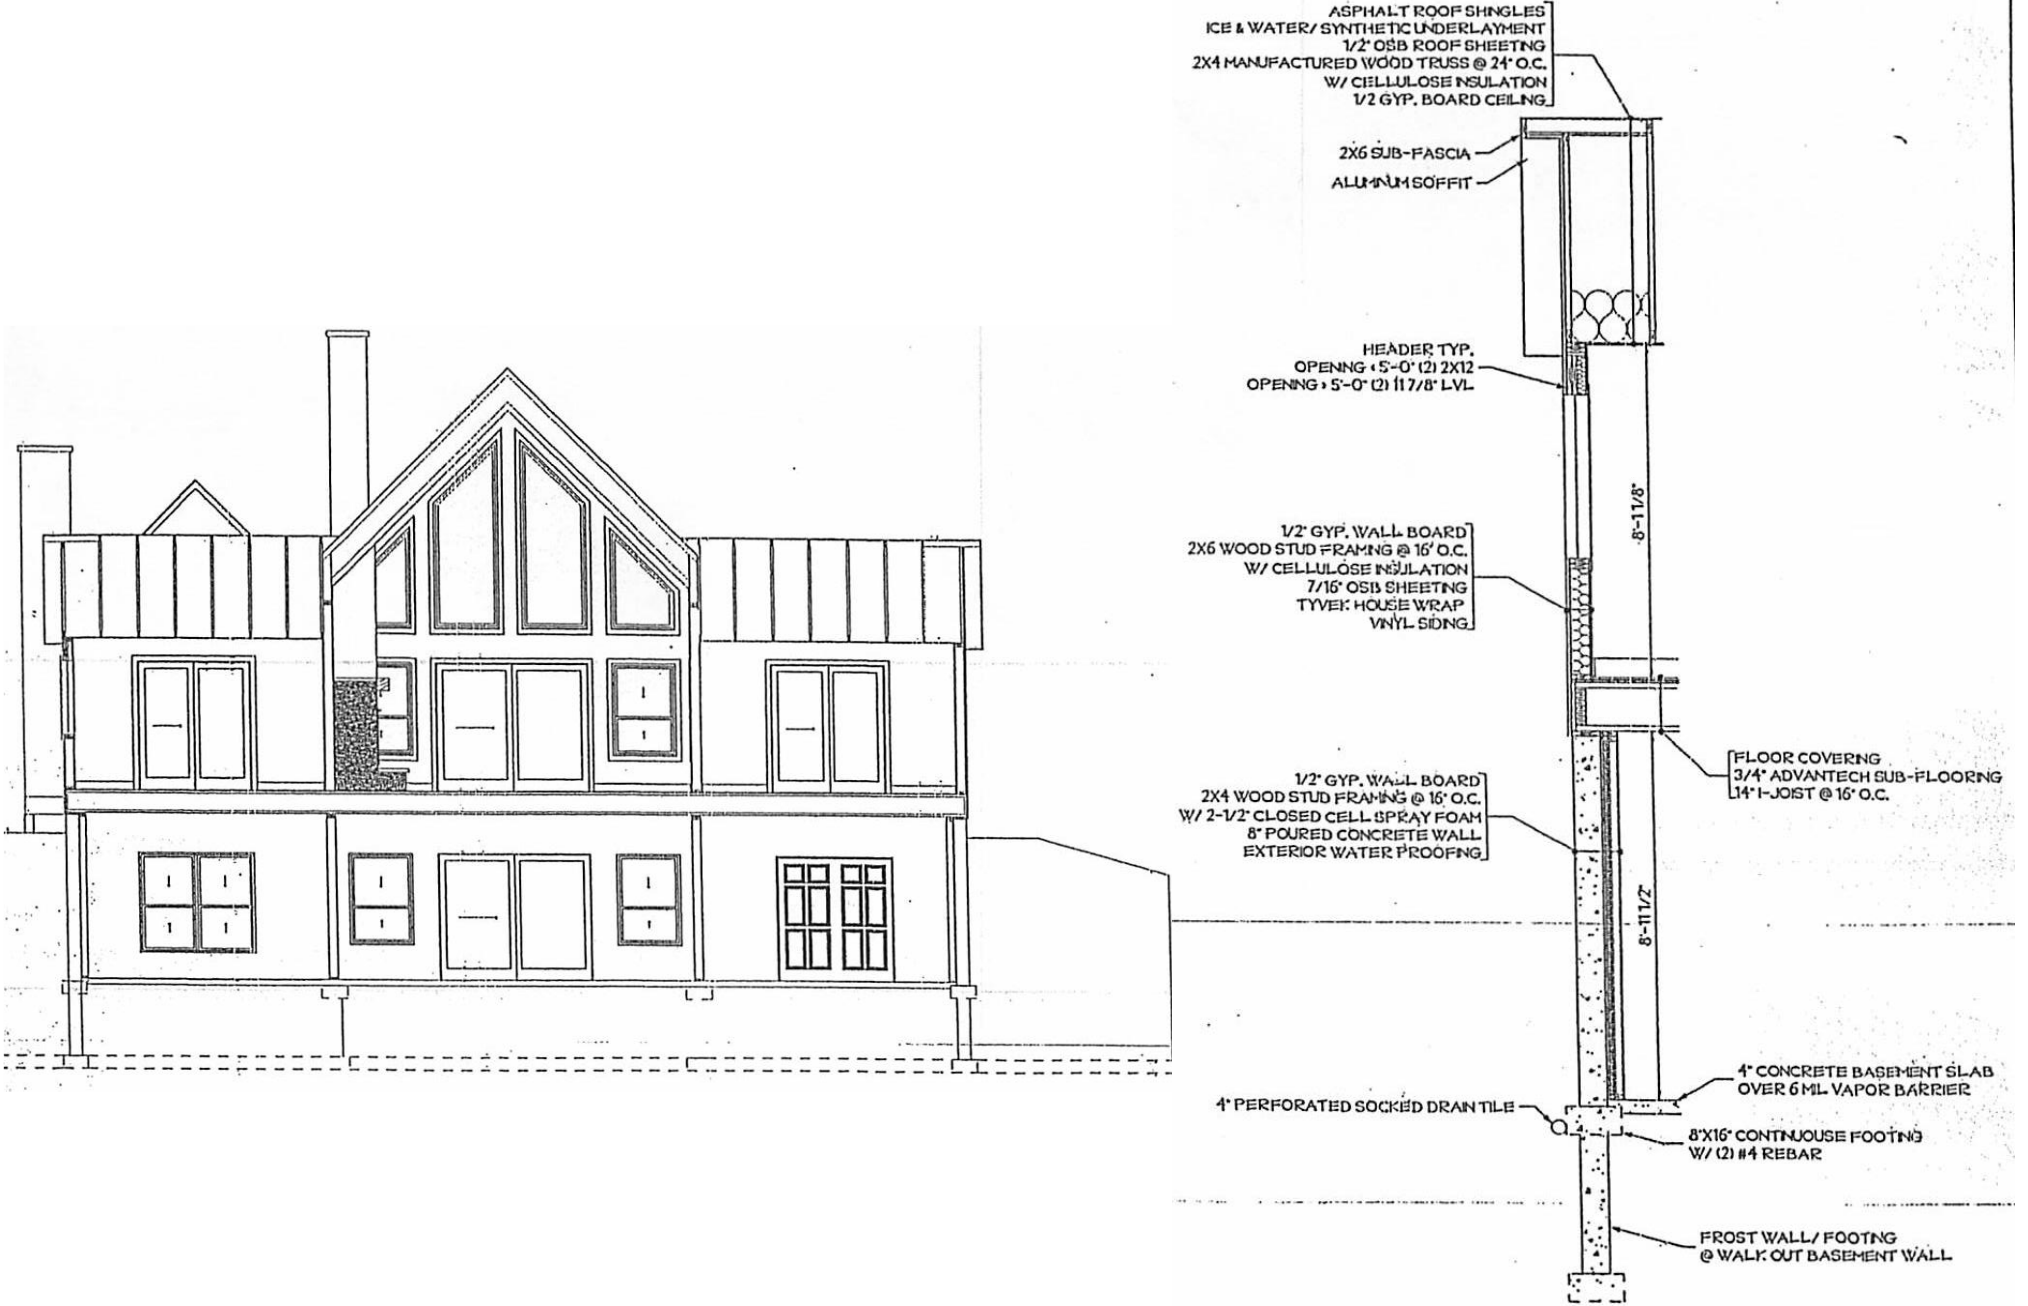 ASPHALT ROOF SHINGLES
ICE & WATER/ SYNTHETIC UNDERLAYMENT
1/2" OSB ROOF SHEETING
2X4 MANUFACTURED WOOD TRUSS @ 24" O.C.
W/ CELLULOSE INSULATION
1/2 GYP. BOARD CEILING
2X6 SUB-FASCIA
ALUMINUM SOFFIT
HEADER TYP.
OPENING < 5'-0" (2) 2X12
OPENING > 5'-0" (2) 11 7/8" LVL
8'-1 1/8"
1/2" GYP. WALL BOARD
2X6 WOOD STUD FRAMING @ 16" O.C.
W/ CELLULOSE INSULATION
7/16" OSB SHEETING
TYVEK HOUSE WRAP
VINYL SIDING
FLOOR COVERING
3/4" ADVANTECH SUB-FLOORING
14" I-JOIST @ 16" O.C.
1/2" GYP. WALL BOARD
2X4 WOOD STUD FRAMING @ 16" O.C.
W/ 2-1/2" CLOSED CELL SPRAY FOAM
8" POURED CONCRETE WALL
EXTERIOR WATER PROOFING
8'-11 1/2"
4" CONCRETE BASEMENT SLAB
OVER 6 MIL VAPOR BARRIER
4" PERFORATED SOCKED DRAIN TILE
8"X16" CONTINUOUSE FOOTING
W/ (2) #4 REBAR
FROST WALL/ FOOTING
@ WALK OUT BASEMENT WALL